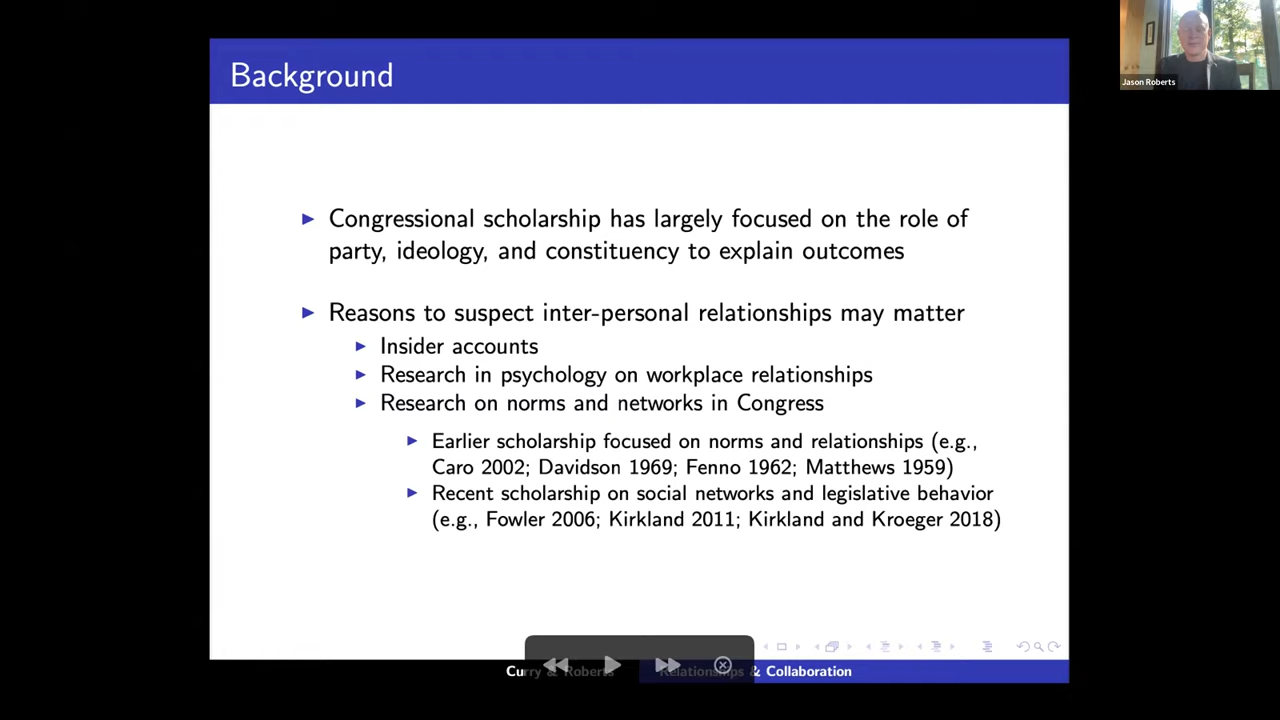 Background
Jason Roberts
Congressional scholarship has largely focused on the role of
party, ideology, and constituency to explain outcomes
Reasons to suspect inter-personal relationships may matter
Insider accounts
Research in psychology on workplace relationships
Research on norms and networks in Congress
Earlier scholarship focused on norms and relationships (e.g.,
Caro 2002; Davidson 1969; Fenno 1962; Matthews 1959)
Recent scholarship on social networks and legislative behavior
(e.g., Fowler 2006; Kirkland 2011; Kirkland and Kroeger 2018)
Curry & Roberts
Relationships & Collaboration